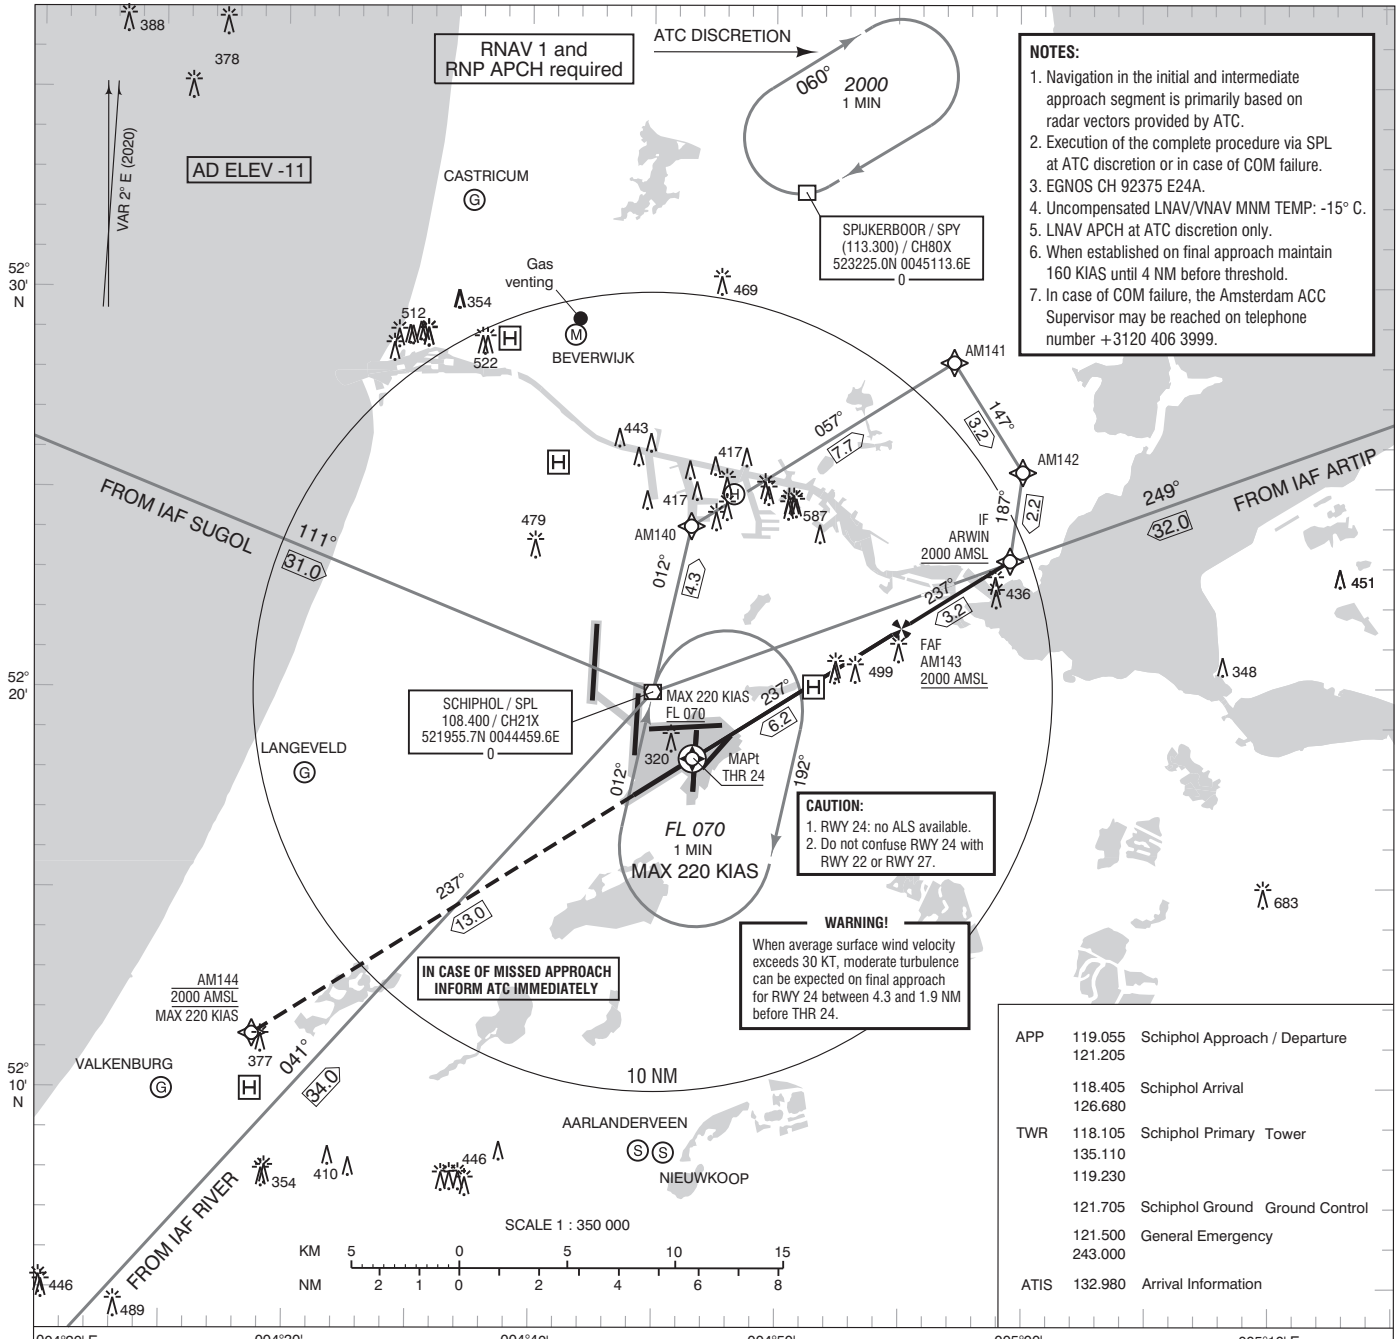 388
378
VAR 2° E (2020)
AD ELEV -11
RNAV 1 and
RNP APCH required
ATC DISCRETION
060°
2000
1 MIN
NOTES:
1. Navigation in the initial and intermediate
approach segment is primarily based on
radar vectors provided by ATC.
2. Execution of the complete procedure via SPL
at ATC discretion or in case of COM failure.
3. EGNOS CH 92375 E24A.
4. Uncompensated LNAV/VNAV MNM TEMP: -15° C.
5. LNAV APCH at ATC discretion only.
6. When established on final approach maintain
160 KIAS until 4 NM before threshold.
7. In case of COM failure, the Amsterdam ACC
Supervisor may be reached on telephone
number +3120 406 3999.
CASTRICUM
G
SPIJKERBOOR / SPY
(113.300) / CH80X
523225.0N 0045113.6E
0
52°
30'
N
Gas
venting
469
354
512
522
H
M
BEVERWIJK
AM141
147°
3.2
057°
7.7
443
417
417
H
H
587
AM142
187°
2.2
249°
32.0
FROM IAF ARTIP
FROM IAF SUGOL
111°
31.0
479
AM140
012°
4.3
IF
ARWIN
2000 AMSL
436
451
237°
3.2
FAF
AM143
2000 AMSL
499
348
52°
20'
SCHIPHOL / SPL
108.400 / CH21X
521955.7N 0044459.6E
0
MAX 220 KIAS
FL 070
237°
6.2
H
320
MAPt
THR 24
012°
192°
LANGEVELD
G
FL 070
1 MIN
MAX 220 KIAS
CAUTION:
1. RWY 24: no ALS available.
2. Do not confuse RWY 24 with
RWY 22 or RWY 27.
237°
13.0
683
WARNING!
When average surface wind velocity
exceeds 30 KT, moderate turbulence
can be expected on final approach
for RWY 24 between 4.3 and 1.9 NM
before THR 24.
IN CASE OF MISSED APPROACH
INFORM ATC IMMEDIATELY
AM144
2000 AMSL
MAX 220 KIAS
377
VALKENBURG
G
H
52°
10'
N
041°
34.0
FROM IAF RIVER
10 NM
AARLANDERVEEN
S
S
NIEUWKOOP
354
410
446
446
489
SCALE 1 : 350 000
KM 5 0 5 10 15
NM 2 1 0 2 4 6 8
APP 119.055 Schiphol Approach / Departure
121.205
118.405 Schiphol Arrival
126.680
TWR 118.105 Schiphol Primary Tower
135.110
119.230
121.705 Schiphol Ground Ground Control
121.500 General Emergency
243.000
ATIS 132.980 Arrival Information